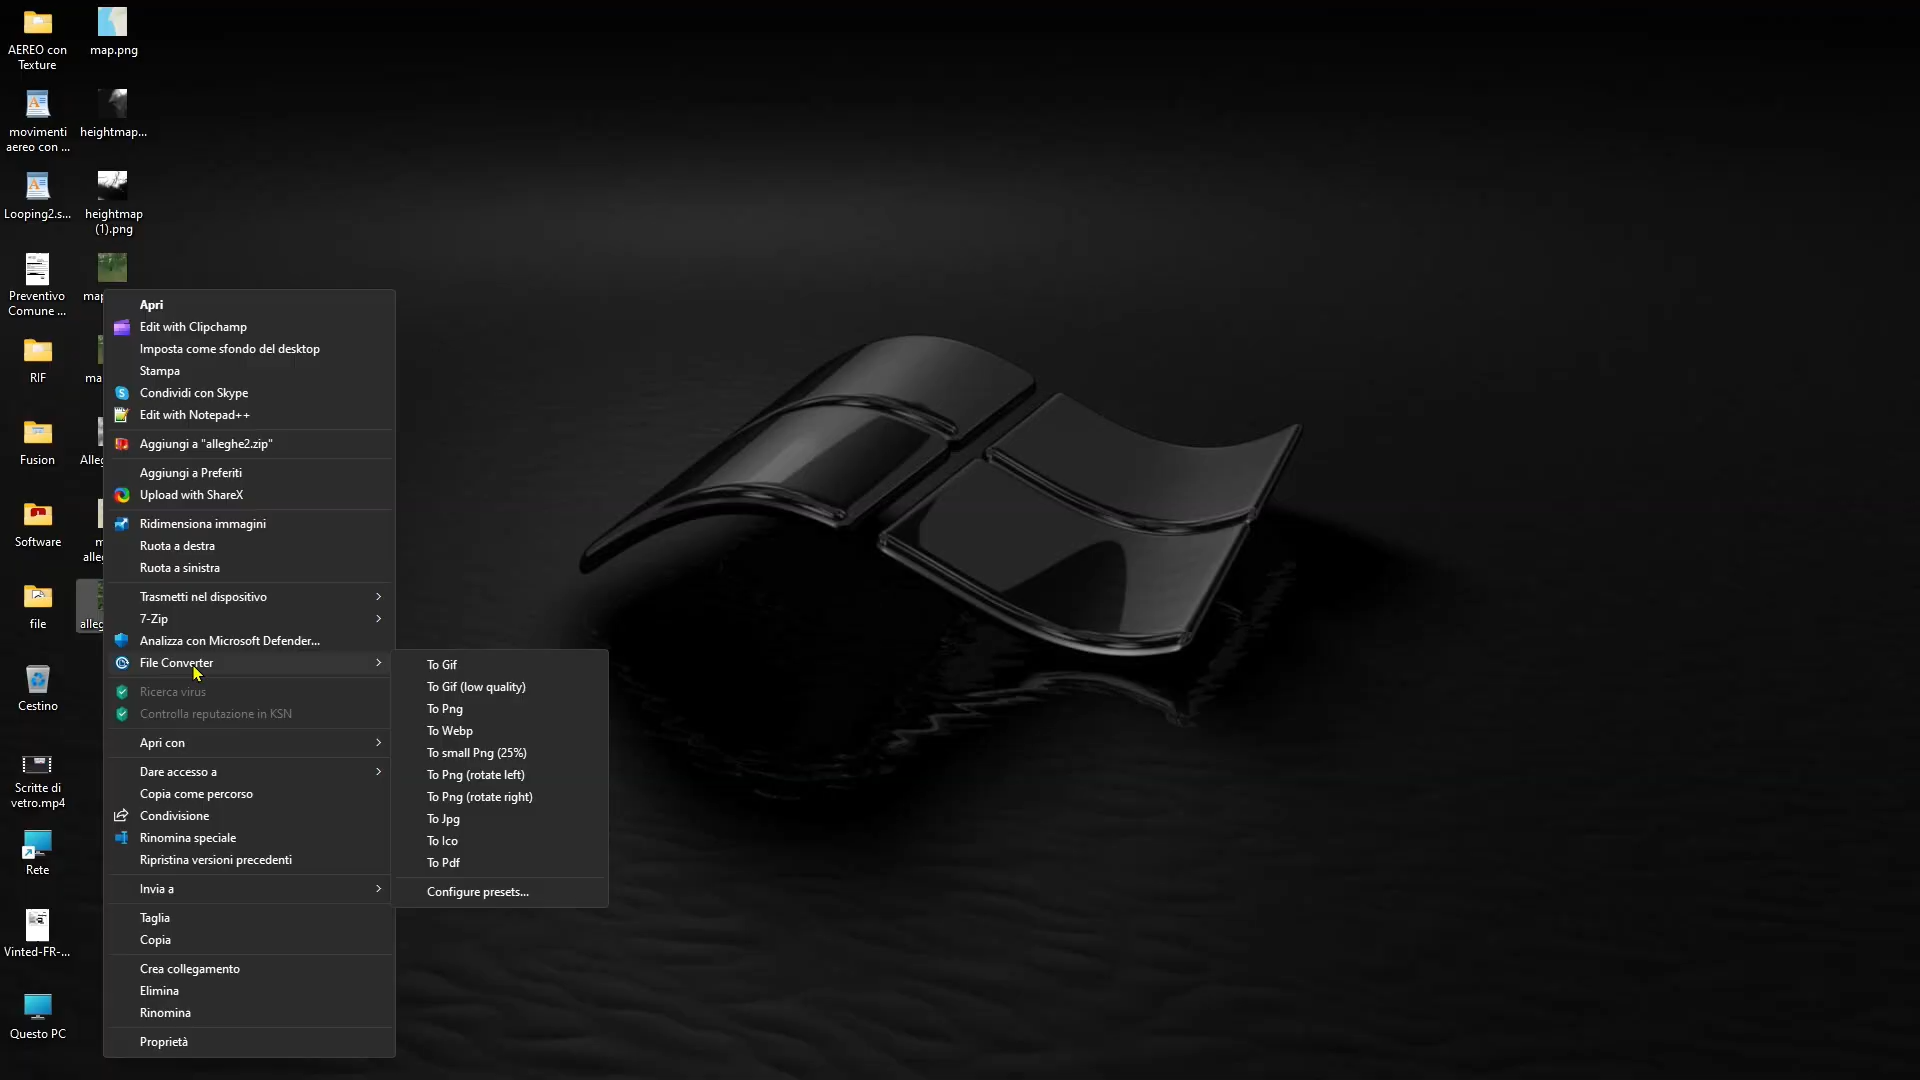 AEREO con
Texture
map.png
movimenti
aereo con ...
heightmap...
Looping2.s...
heightmap
(1).png
Preventivo
Comune ...
map
RIF
ma
Fusion
Alleg
Software
m
alleg
file
alleg
Cestino
Scritte di
vetro.mp4
Rete
Vinted-FR-...
Questo PC
Apri
Edit with Clipchamp
Imposta come sfondo del desktop
Stampa
Condividi con Skype
Edit with Notepad++
Aggiungi a "alleghe2.zip"
Aggiungi a Preferiti
Upload with ShareX
Ridimensiona immagini
Ruota a destra
Ruota a sinistra
Trasmetti nel dispositivo
7-Zip
Analizza con Microsoft Defender...
File Converter
Ricerca virus
Controlla reputazione in KSN
Apri con
Dare accesso a
Copia come percorso
Condivisione
Rinomina speciale
Ripristina versioni precedenti
Invia a
Taglia
Copia
Crea collegamento
Elimina
Rinomina
Proprietà
To Gif
To Gif (low quality)
To Png
To Webp
To small Png (25%)
To Png (rotate left)
To Png (rotate right)
To Jpg
To Ico
To Pdf
Configure presets...